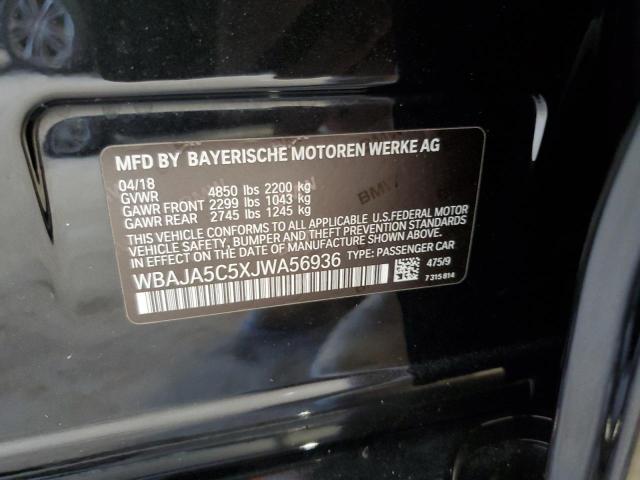 MFD BY BAYERISCHE MOTOREN WERKE AG
04/18
GVWR 4850 lbs 2200 kg
GAWR FRONT 2299 lbs 1043 kg
GAWR REAR 2745 lbs 1245 kg
THIS VEHICLE CONFORMS TO ALL APPLICABLE U.S.FEDERAL MOTOR
VEHICLE SAFETY, BUMPER, AND THEFT PREVENTION STANDARDS
IN EFFECT ON THE DATE OF MANUFACTURE SHOWN ABOVE.
WBAJA5C5XJWA56936 TYPE: PASSENGER CAR
475/9
7 315 814
BMW